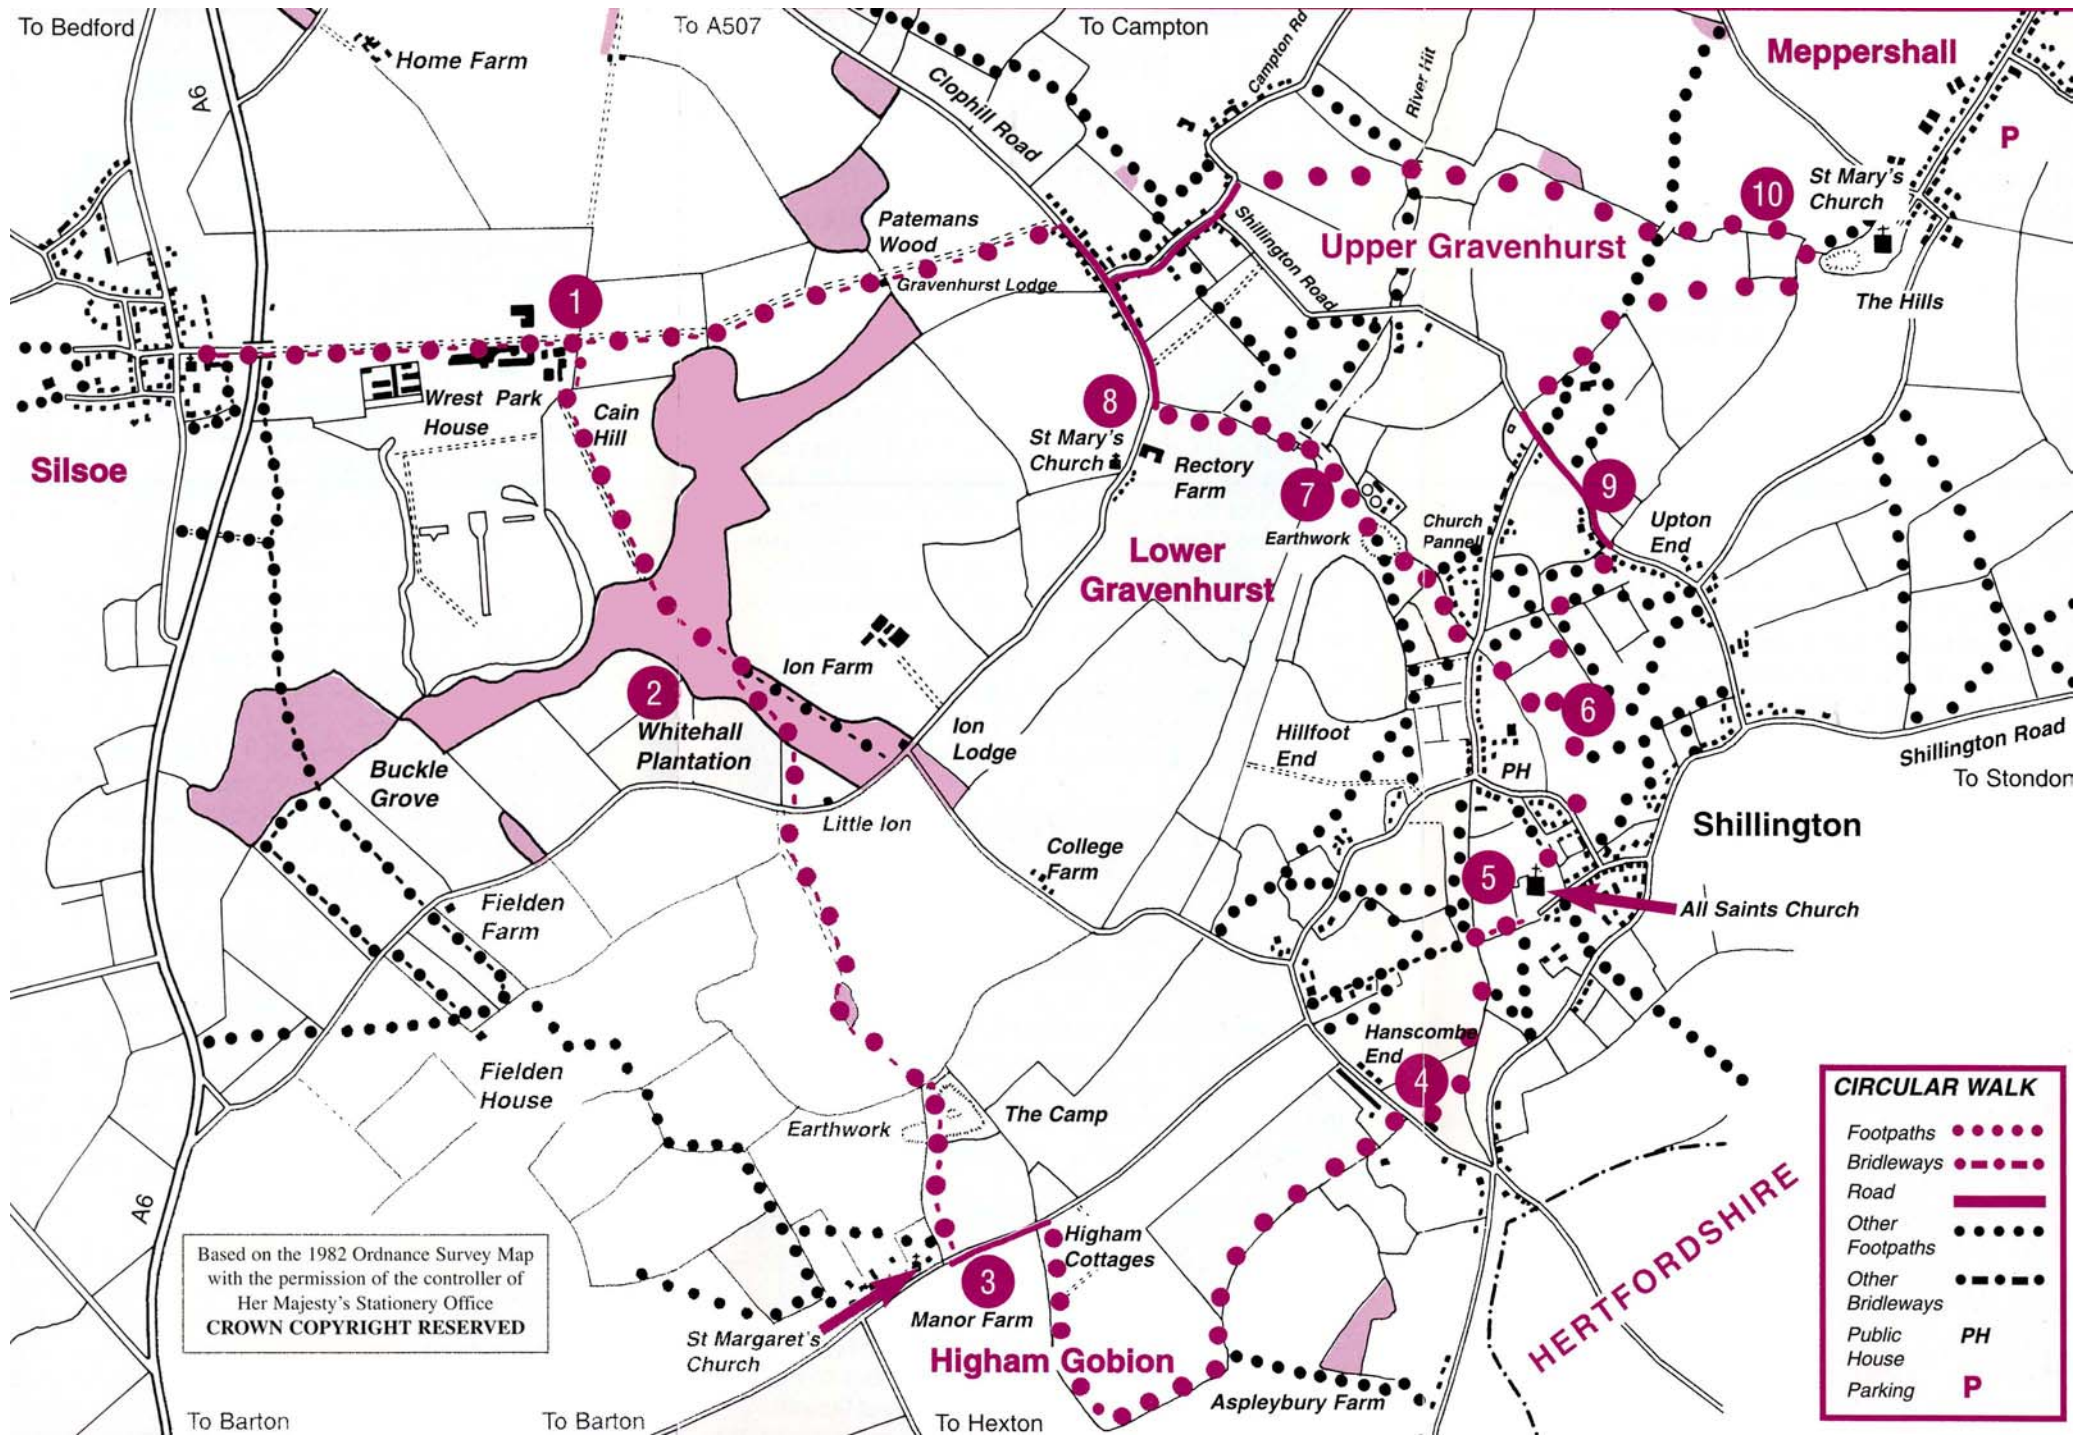 To Bedford
To A507
To Campton
Campton Rd
River Hit
Meppershall
A6
Home Farm
Clophill Road
P
10
St Mary's
Church
Patemans
Wood
Shillington Road
Upper Gravenhurst
Gravenhurst Lodge
The Hills
1
Wrest Park
House
Cain
Hill
8
St Mary's
Church
Rectory
Farm
7
9
Silsoe
Earthwork
Church
Pannell
Upton
End
Lower
Gravenhurst
Ion Farm
2
Whitehall
Plantation
Ion
Lodge
Hillfoot
End
6
PH
Shillington Road
To Stondon
Buckle
Grove
Little Ion
Shillington
College
Farm
5
All Saints Church
Fielden
Farm
Hanscombe
End
4
Fielden
House
The Camp
Earthwork
A6
Higham
Cottages
3
Manor Farm
St Margaret's
Church
Higham Gobion
Aspleybury Farm
HERTFORDSHIRE
To Barton
To Barton
To Hexton
Based on the 1982 Ordnance Survey Map
with the permission of the controller of
Her Majesty's Stationery Office
CROWN COPYRIGHT RESERVED
CIRCULAR WALK
Footpaths
Bridleways
Road
Other
Footpaths
Other
Bridleways
Public
House
PH
Parking
P